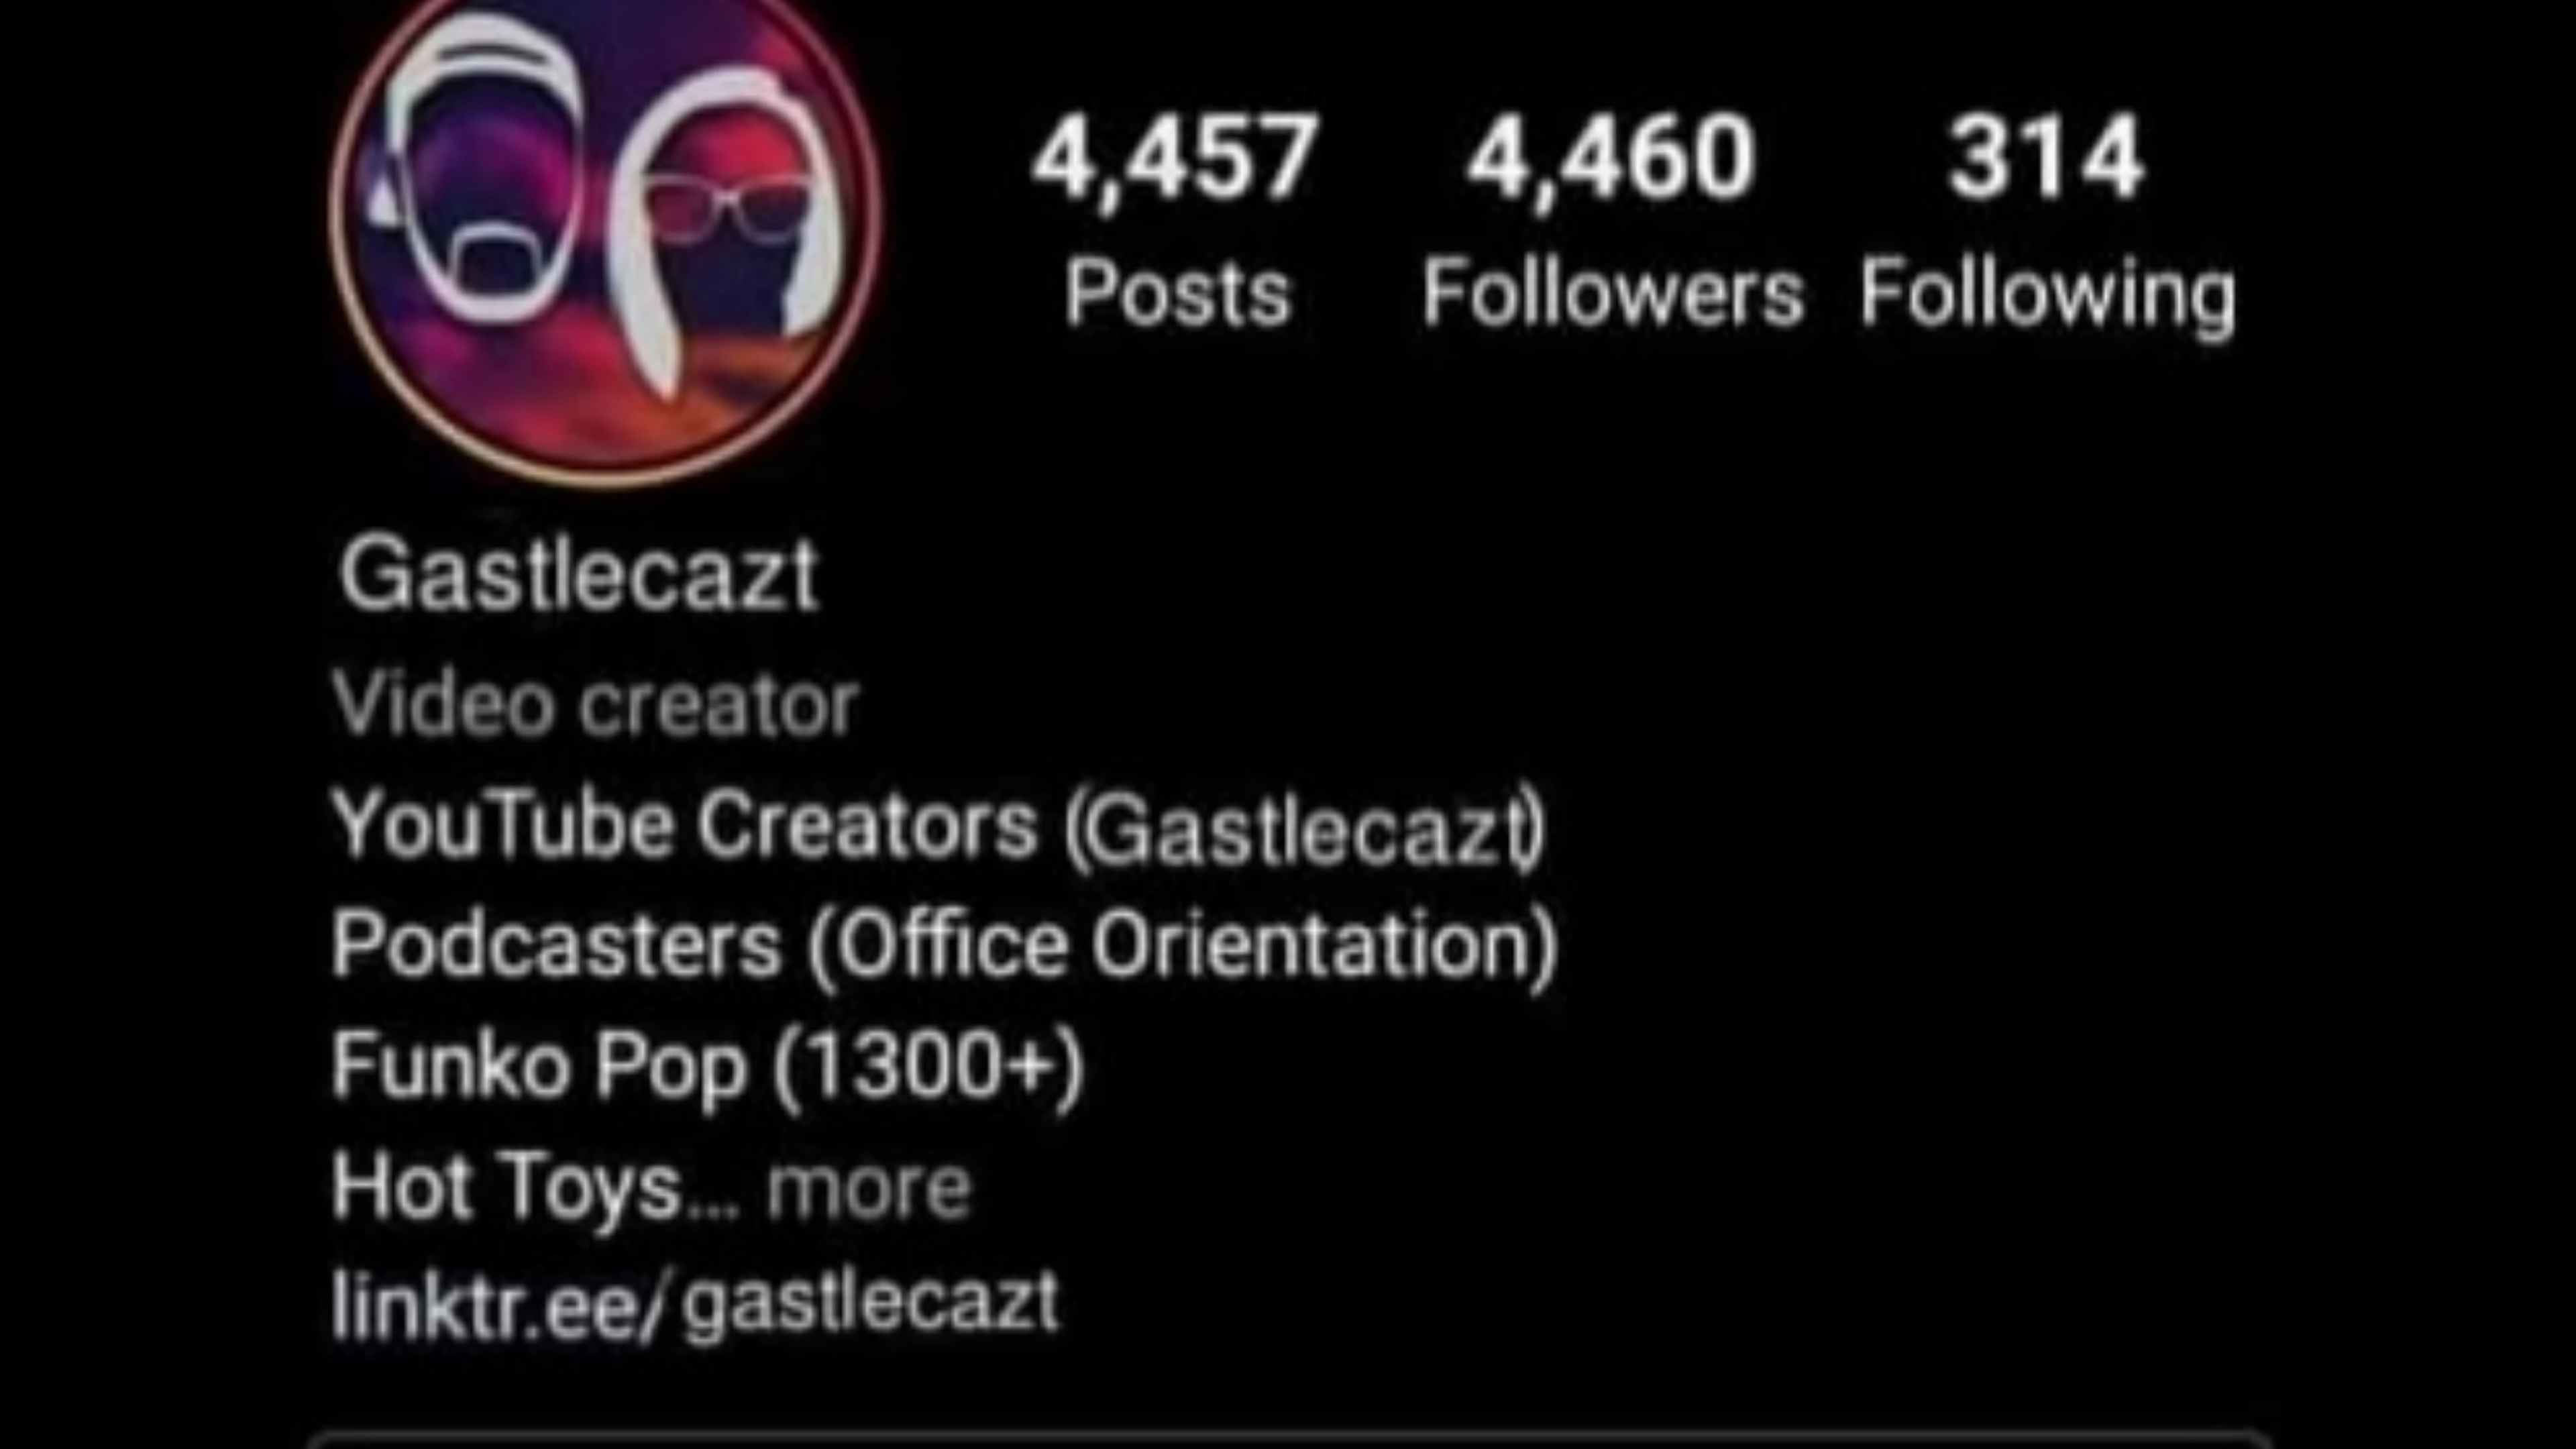 4,457 4,460 314
Posts Followers Following
Gastlecazt
Video creator
YouTube Creators (Gastlecazt)
Podcasters (Office Orientation)
Funko Pop (1300+)
Hot Toys... more
linktr.ee/gastlecazt